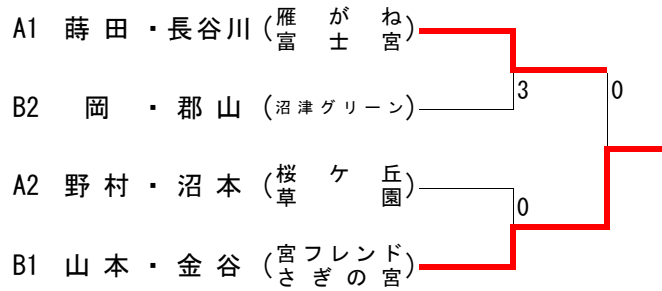 A1 蒔田・長谷川(雁がね
富士宮)
3
0
B2 岡・郡山(沼津グリーン)
A2 野村・沼本(桜ケ丘
草園)
0
B1 山本・金谷(宮フレンド
さぎの宮)